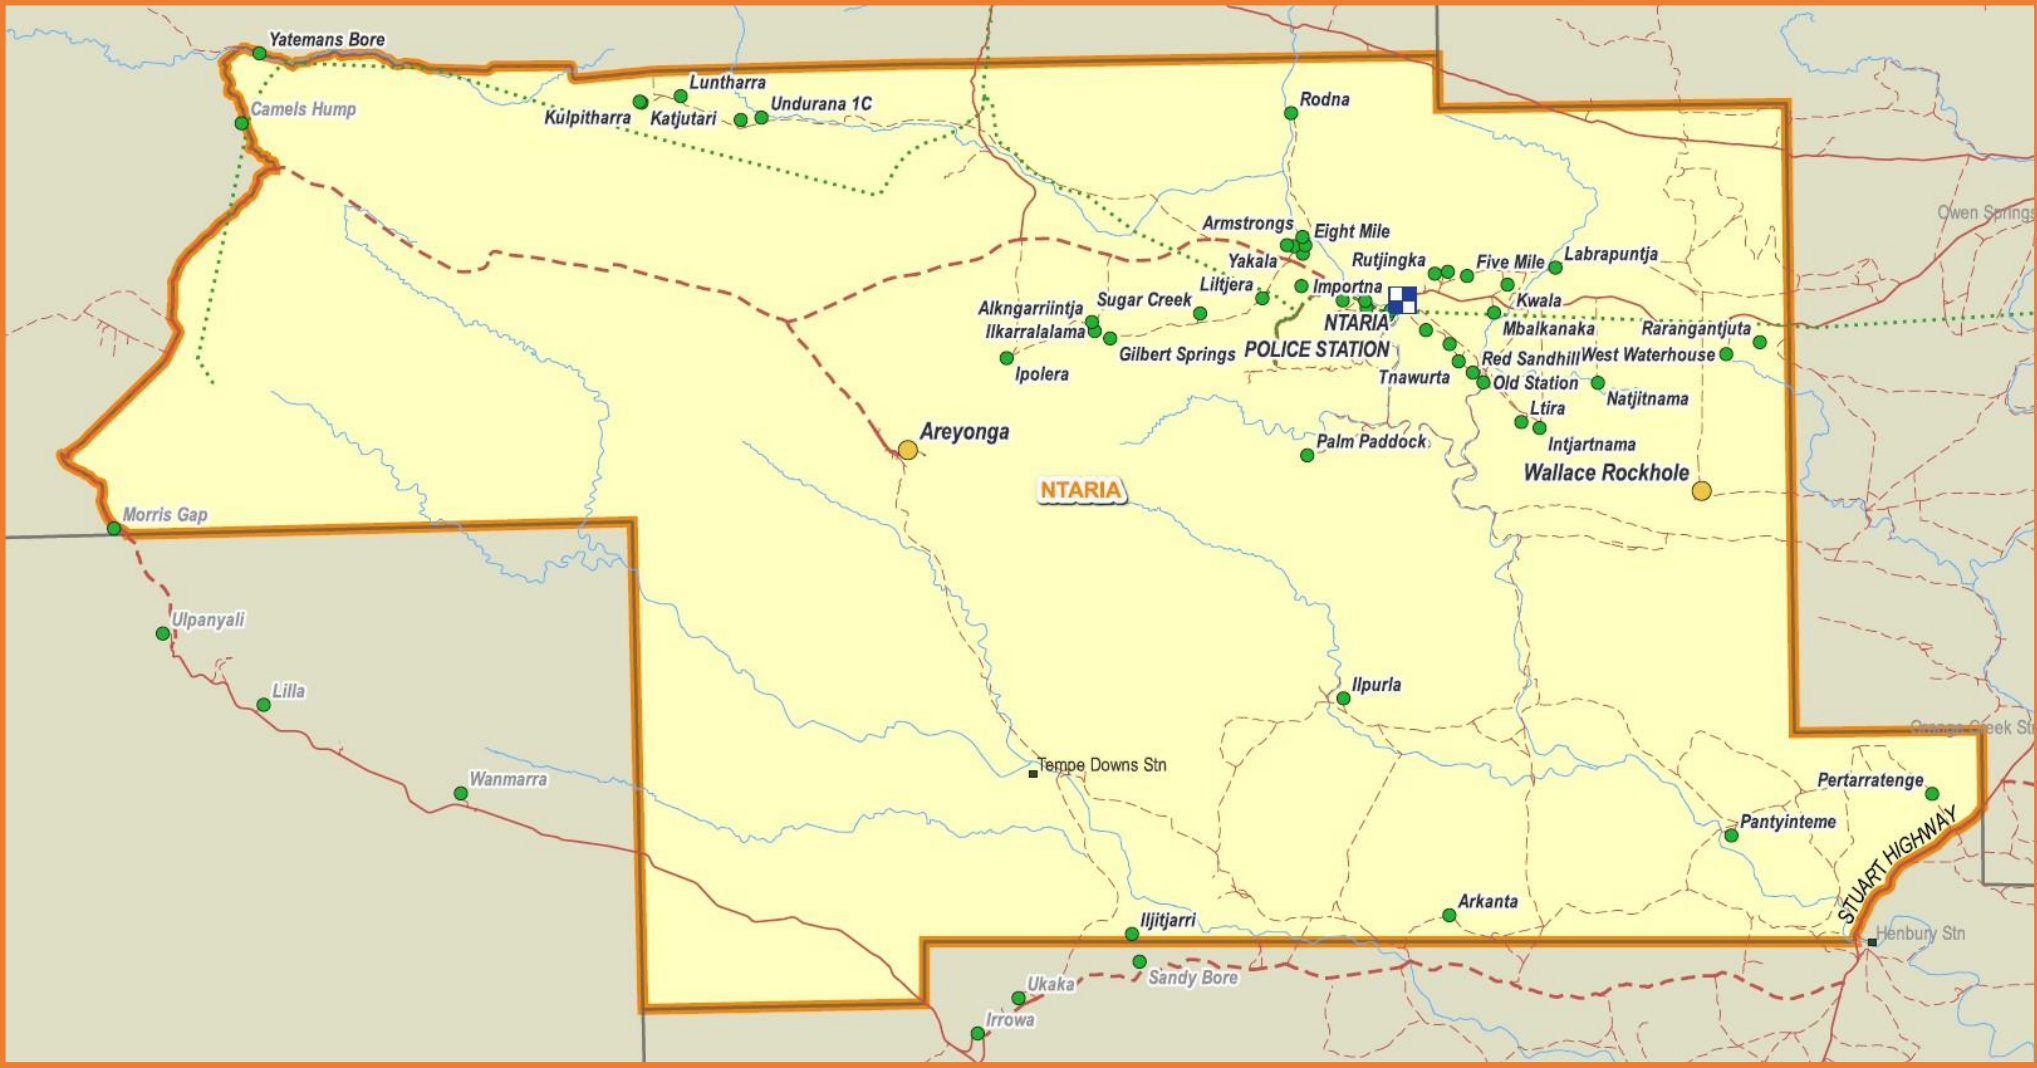 Yatemans Bore
Camels Hump
Luntharra
Kulpitharra
Katjutari
Undurana 1C
Rodna
Owen Springs
Armstrongs
Eight Mile
Yakala
Rutjingka
Five Mile
Labrapuntja
Liltjera
Importna
Alkngarriintja
Sugar Creek
Kwala
Ilkarralalama
NTARIA
POLICE STATION
Mbalkanaka
Rarangantjuta
Gilbert Springs
Red Sandhill
West Waterhouse
Ipolera
Tnawurta
Old Station
Natjitnama
Ltira
Areyonga
Palm Paddock
Intjartnama
Wallace Rockhole
NTARIA
Morris Gap
Ulpanyali
Lilla
Ilpurla
Orange Creek Stn
Wanmarra
Tempe Downs Stn
Pertarratenge
Pantyinteme
STUART HIGHWAY
Arkanta
Iljitjarri
Henbury Stn
Sandy Bore
Ukaka
Irrowa